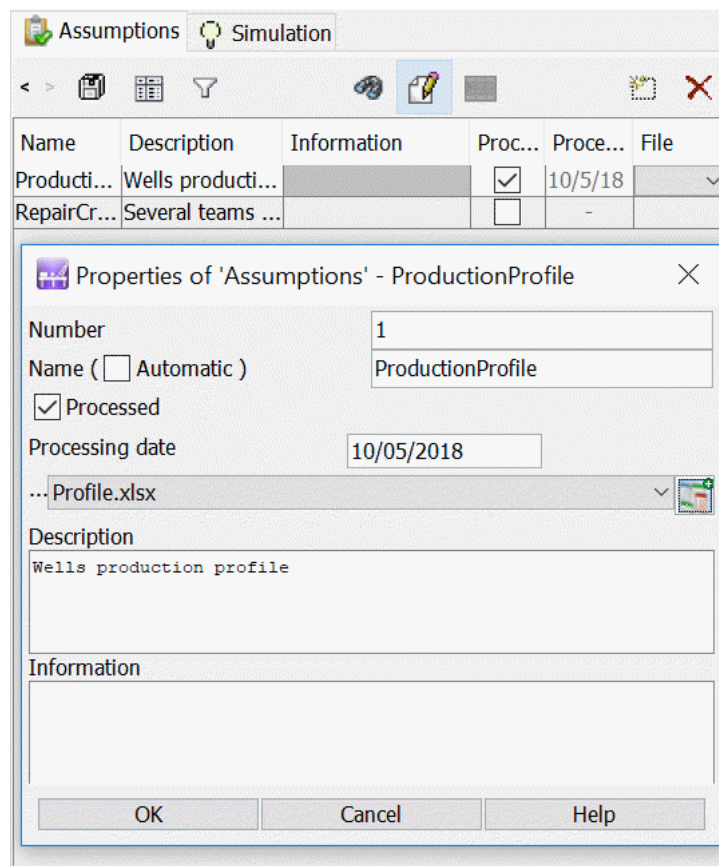 Assumptions Simulation
< >
Name Description Information Proc... Proce... File
Producti... Wells producti... 10/5/18
RepairCr... Several teams ... -
Properties of 'Assumptions' - ProductionProfile
Number 1
Name ( Automatic ) ProductionProfile
Processed
Processing date 10/05/2018
... Profile.xlsx
Description
Wells production profile
Information
OK Cancel Help